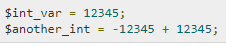 $int_var = 12345;
$another_int = -12345 + 12345;